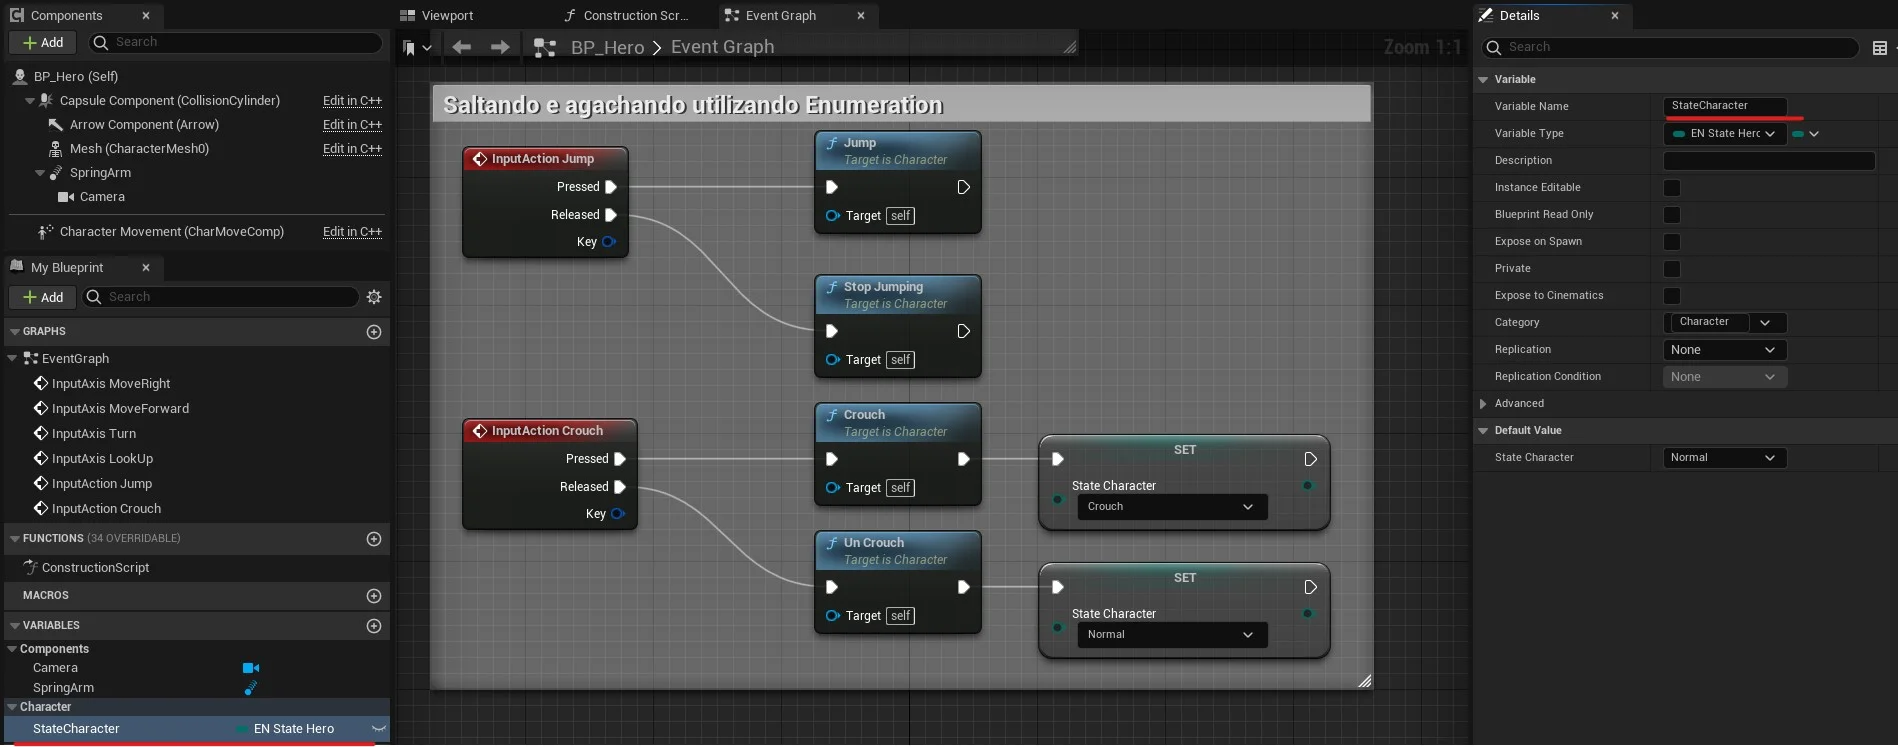 Components
Add
Search
BP_Hero (Self)
Capsule Component (CollisionCylinder) Edit in C++
Arrow Component (Arrow) Edit in C++
Mesh (CharacterMesh0) Edit in C++
SpringArm
Camera
Character Movement (CharMoveComp) Edit in C++
My Blueprint
Add
Search
GRAPHS
EventGraph
InputAxis MoveRight
InputAxis MoveForward
InputAxis Turn
InputAxis LookUp
InputAction Jump
InputAction Crouch
FUNCTIONS (34 OVERRIDABLE)
ConstructionScript
MACROS
VARIABLES
Components
Camera
SpringArm
Character
StateCharacter EN State Hero
Viewport
Construction Scr...
Event Graph
BP_Hero > Event Graph
Zoom 1:1
Saltando e agachando utilizando Enumeration
InputAction Jump
Pressed
Released
Key
Jump
Target is Character
Target self
Stop Jumping
Target is Character
Target self
InputAction Crouch
Pressed
Released
Key
Crouch
Target is Character
Target self
SET
State Character
Crouch
Un Crouch
Target is Character
Target self
SET
State Character
Normal
Details
Search
Variable
Variable Name StateCharacter
Variable Type EN State Hero
Description
Instance Editable
Blueprint Read Only
Expose on Spawn
Private
Expose to Cinematics
Category Character
Replication None
Replication Condition None
Advanced
Default Value
State Character Normal